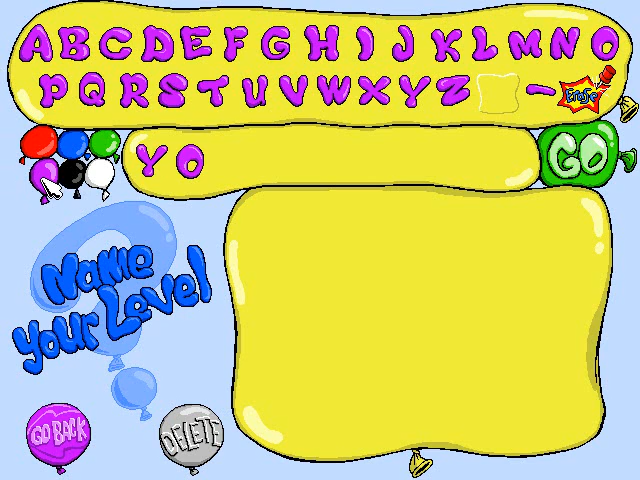 ABCDEFGHIJKLMNO
PQRSTUVWXYZ - Erase
YO
GO
Name
Your Level
GO BACK
DELETE